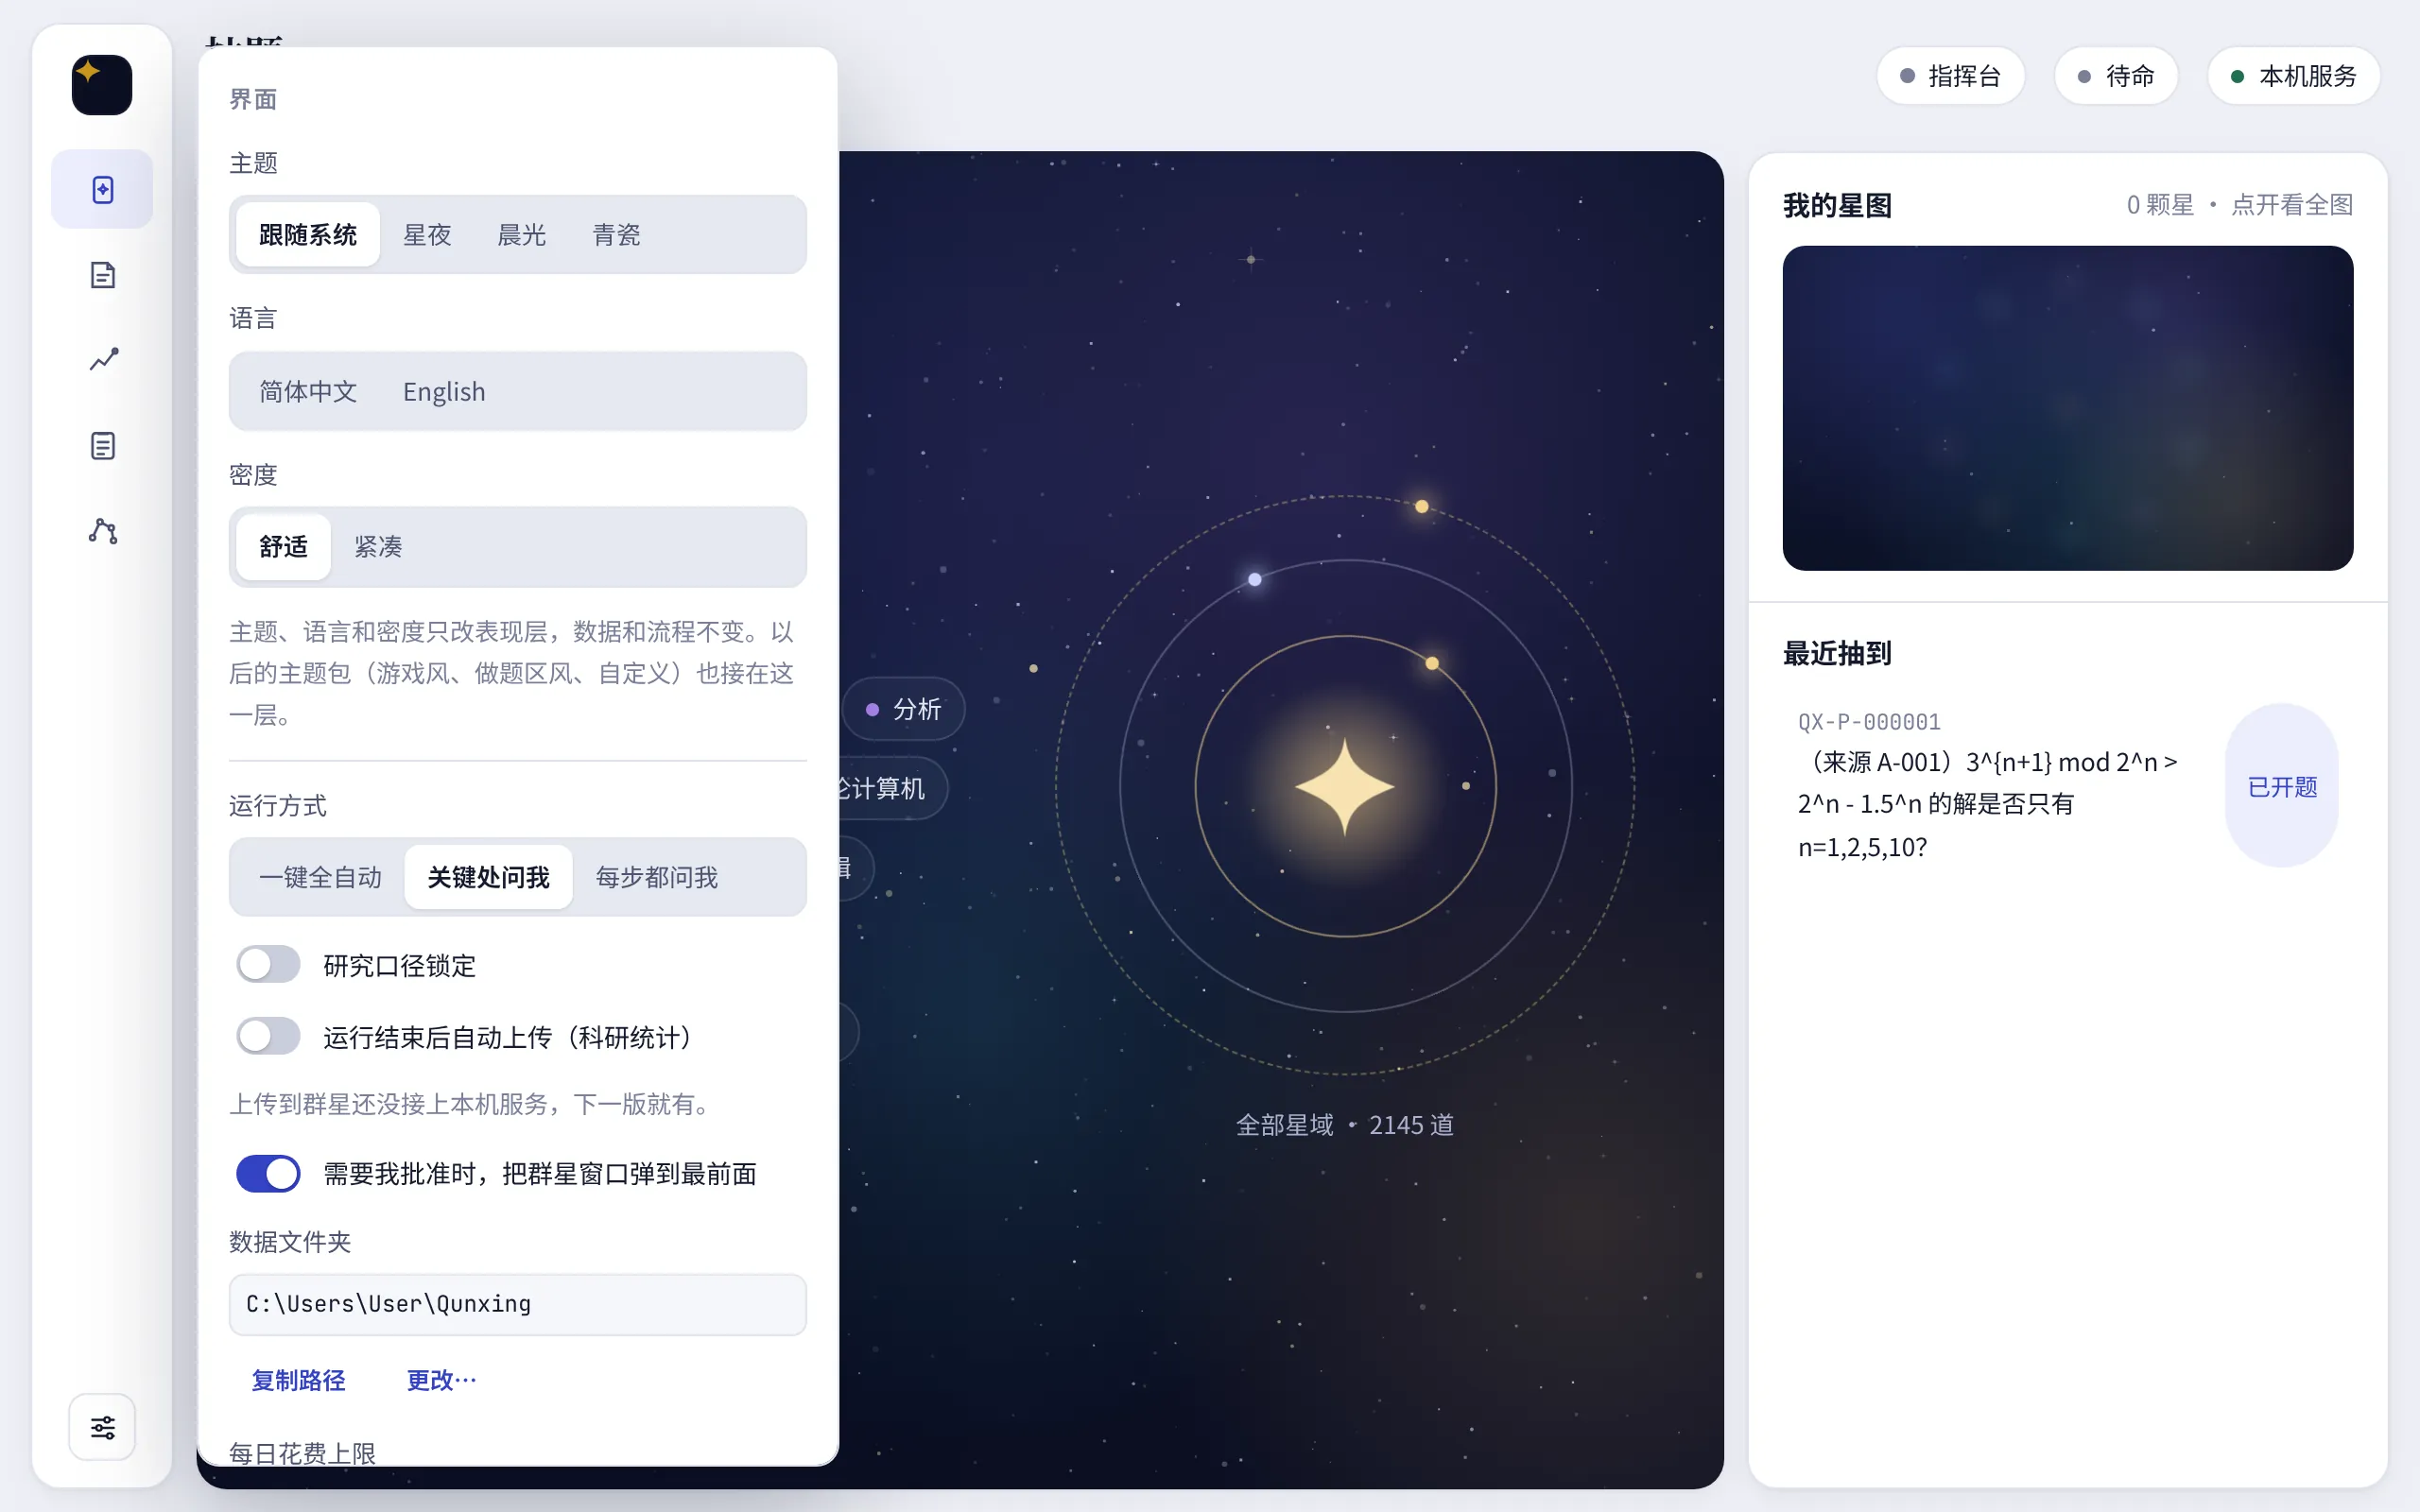 界面
主题
跟随系统 星夜 晨光 青瓷
语言
简体中文 English
密度
舒适 紧凑
主题、语言和密度只改表现层，数据和流程不变。以
后的主题包（游戏风、做题区风、自定义）也接在这
一层。
运行方式
一键全自动 关键处问我 每步都问我
研究口径锁定
运行结束后自动上传（科研统计）
上传到群星还没接上本机服务，下一版就有。
需要我批准时，把群星窗口弹到最前面
数据文件夹
C:\Users\User\Qunxing
复制路径 更改…
每日花费上限
分析
计算机
全部星域 · 2145 道
指挥台
待命
本机服务
我的星图
0 颗星 · 点开看全图
最近抽到
QX-P-000001
（来源 A-001）3^{n+1} mod 2^n >
2^n - 1.5^n 的解是否只有
n=1,2,5,10？
已开题